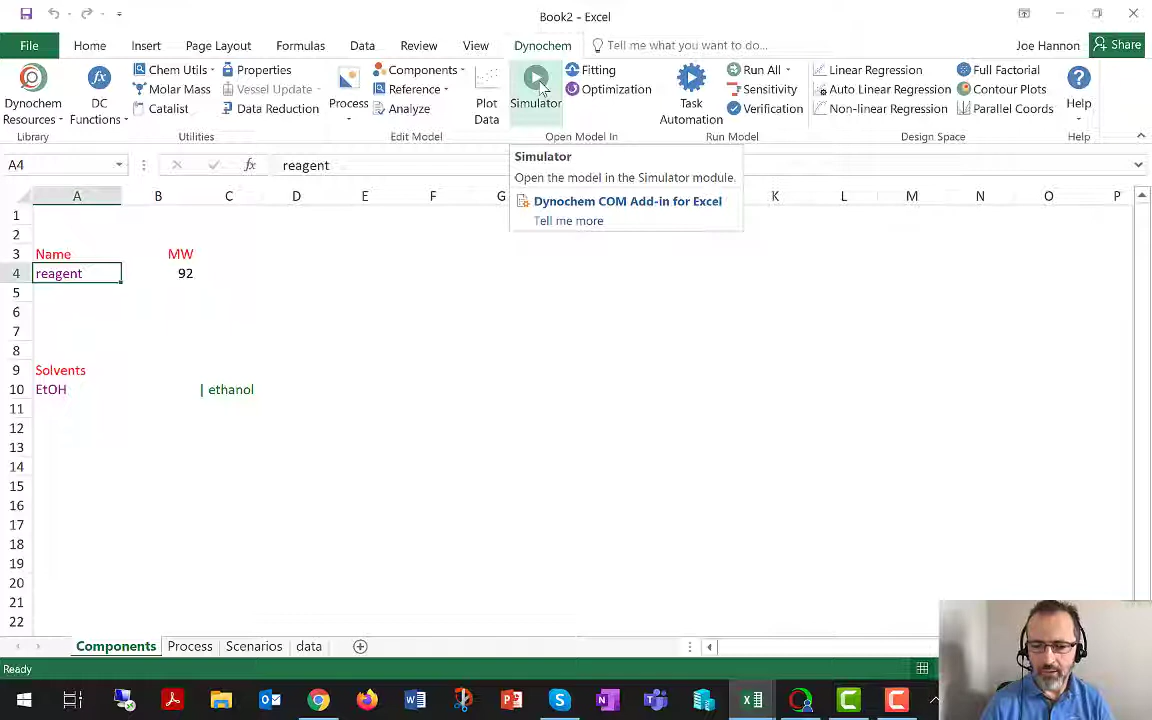 Book2 - Excel
File Home Insert Page Layout Formulas Data Review View Dynochem Tell me what you want to do... Joe Hannon Share
Chem Utils Properties Components Fitting Run All Linear Regression Full Factorial
Molar Mass Vessel Update Reference Optimization Sensitivity Auto Linear Regression Contour Plots
Catalist Data Reduction Analyze Verification Non-linear Regression Parallel Coords
Dynochem Resources
DC Functions
Process
Plot Data
Simulator
Task Automation
Help
Library Utilities Edit Model Open Model In Run Model Design Space Help
Simulator
Open the model in the Simulator module.
Dynochem COM Add-in for Excel
Tell me more
A4 fx reagent
A B C D E F G K L M N O P
1
2
3 Name MW
4 reagent 92
5
6
7
8
9 Solvents
10 EtOH | ethanol
11
12
13
14
15
16
17
18
19
20
21
22
Components Process Scenarios data
Ready